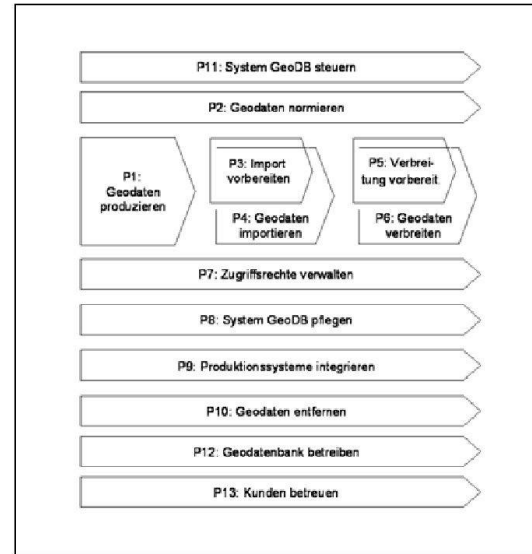 P11: System GeoDB steuern
P2: Geodaten normieren
P1:
Geodaten
produzieren
P3: Import
vorbereiten
P4: Geodaten
importieren
P5: Verbrei-
tung vorbereit
P6: Geodaten
verbreiten
P7: Zugriffsrechte verwalten
P8: System GeoDB pflegen
P9: Produktionssysteme integrieren
P10: Geodaten entfernen
P12: Geodatenbank betreiben
P13: Kunden betreuen